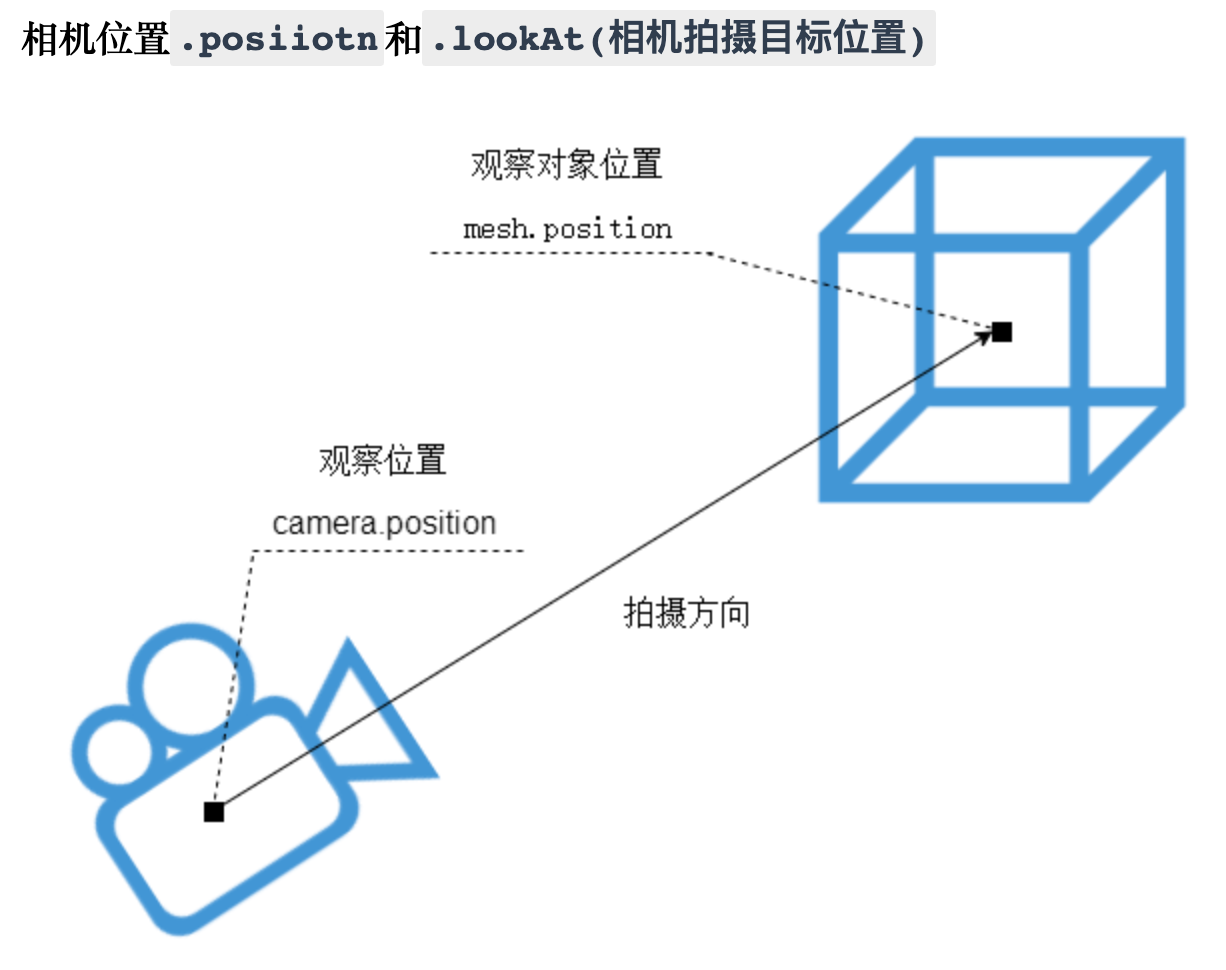 相机位置.posiiotn和.lookAt(相机拍摄目标位置)
观察对象位置
mesh.position
观察位置
camera.position
拍摄方向